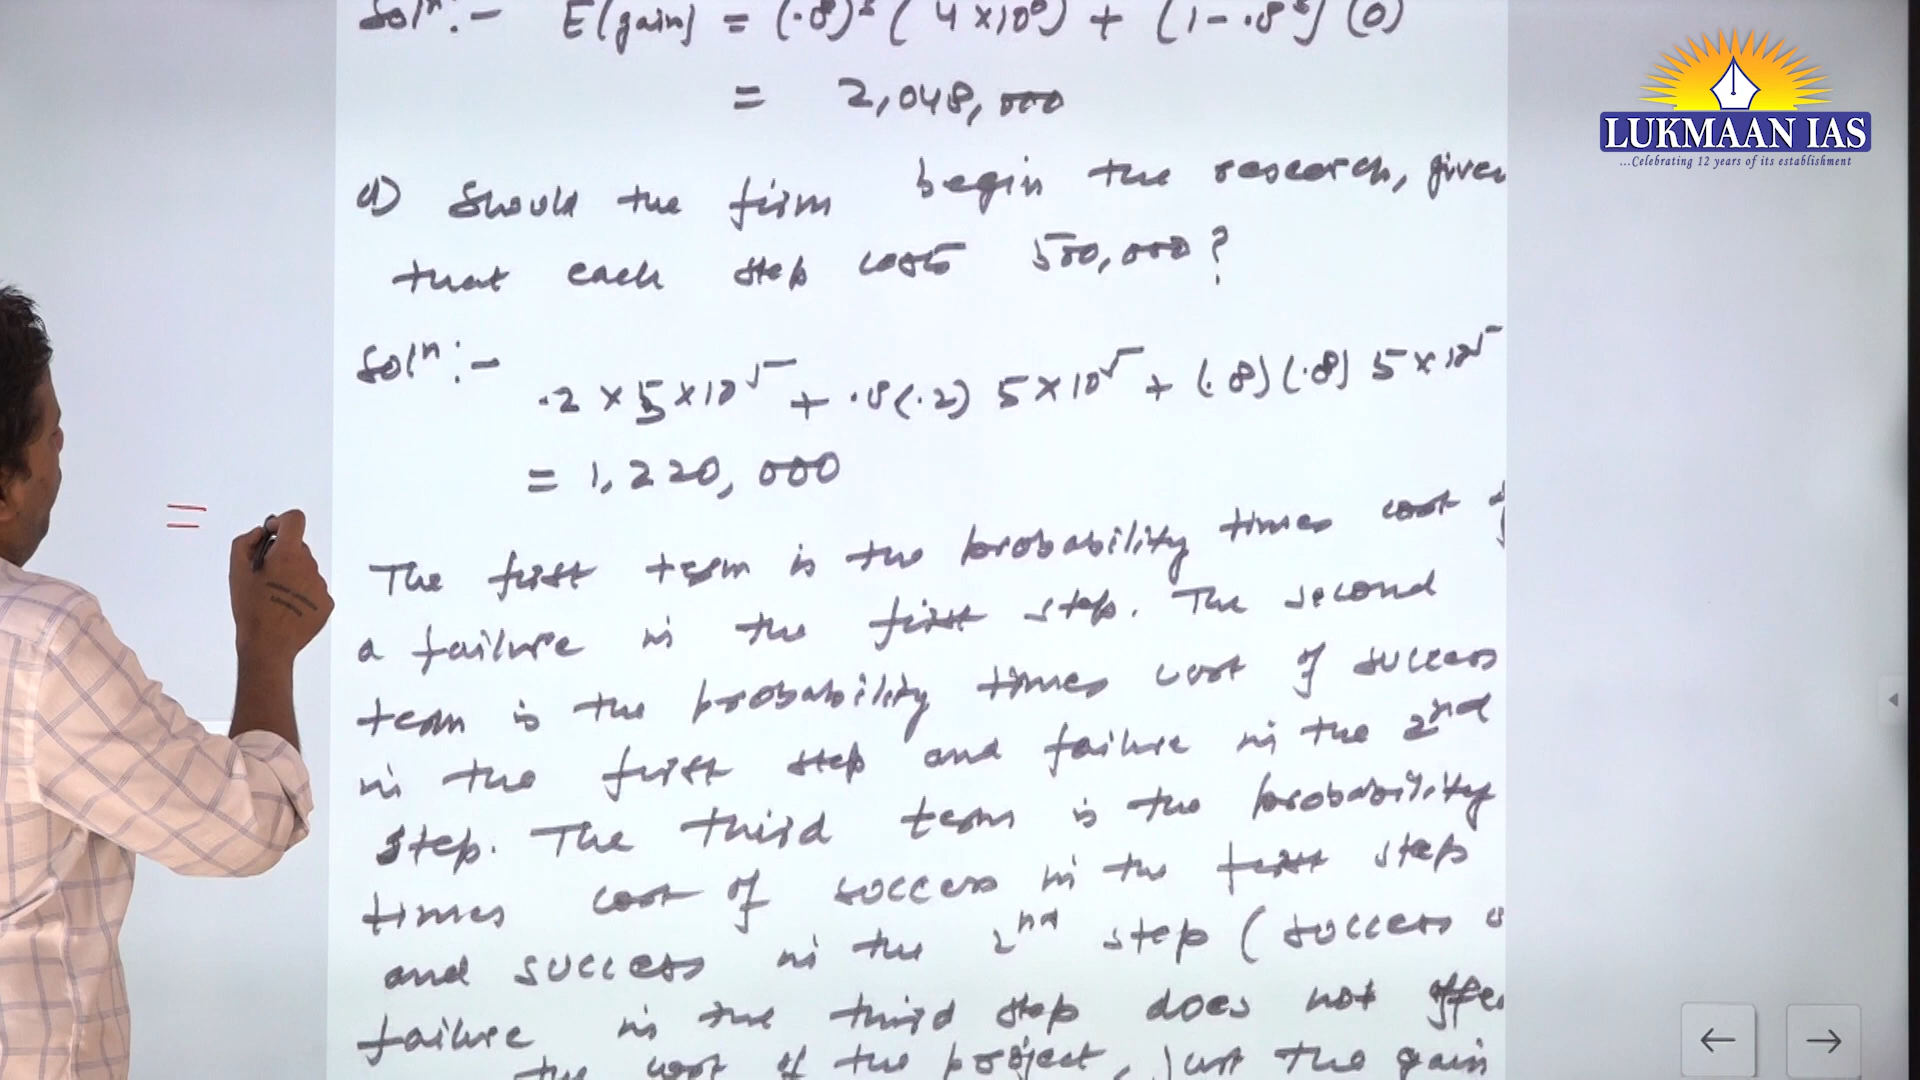 Solⁿ:- E(gain) = (.8)³ (4×10⁶) + (1-.8³) (0)
= 2,048,000
d) Should the firm begin the research, given
that each step costs 500,000?
Solⁿ:-
.2 × 5×10⁵ + .8(.2) 5×10⁵ + (.8)(.8) 5×10⁵
= 1,220,000
The first term is the probability times cost of
a failure in the first step. The second
term is the probability times cost of success
in the first step and failure in the 2nd
step. The third term is the probability
times cost of success in the first step
and success in the 2nd step (success o
failure in the third step does not affec
the cost of the project, just the gain
=
LUKMAAN IAS
...Celebrating 12 years of its establishment